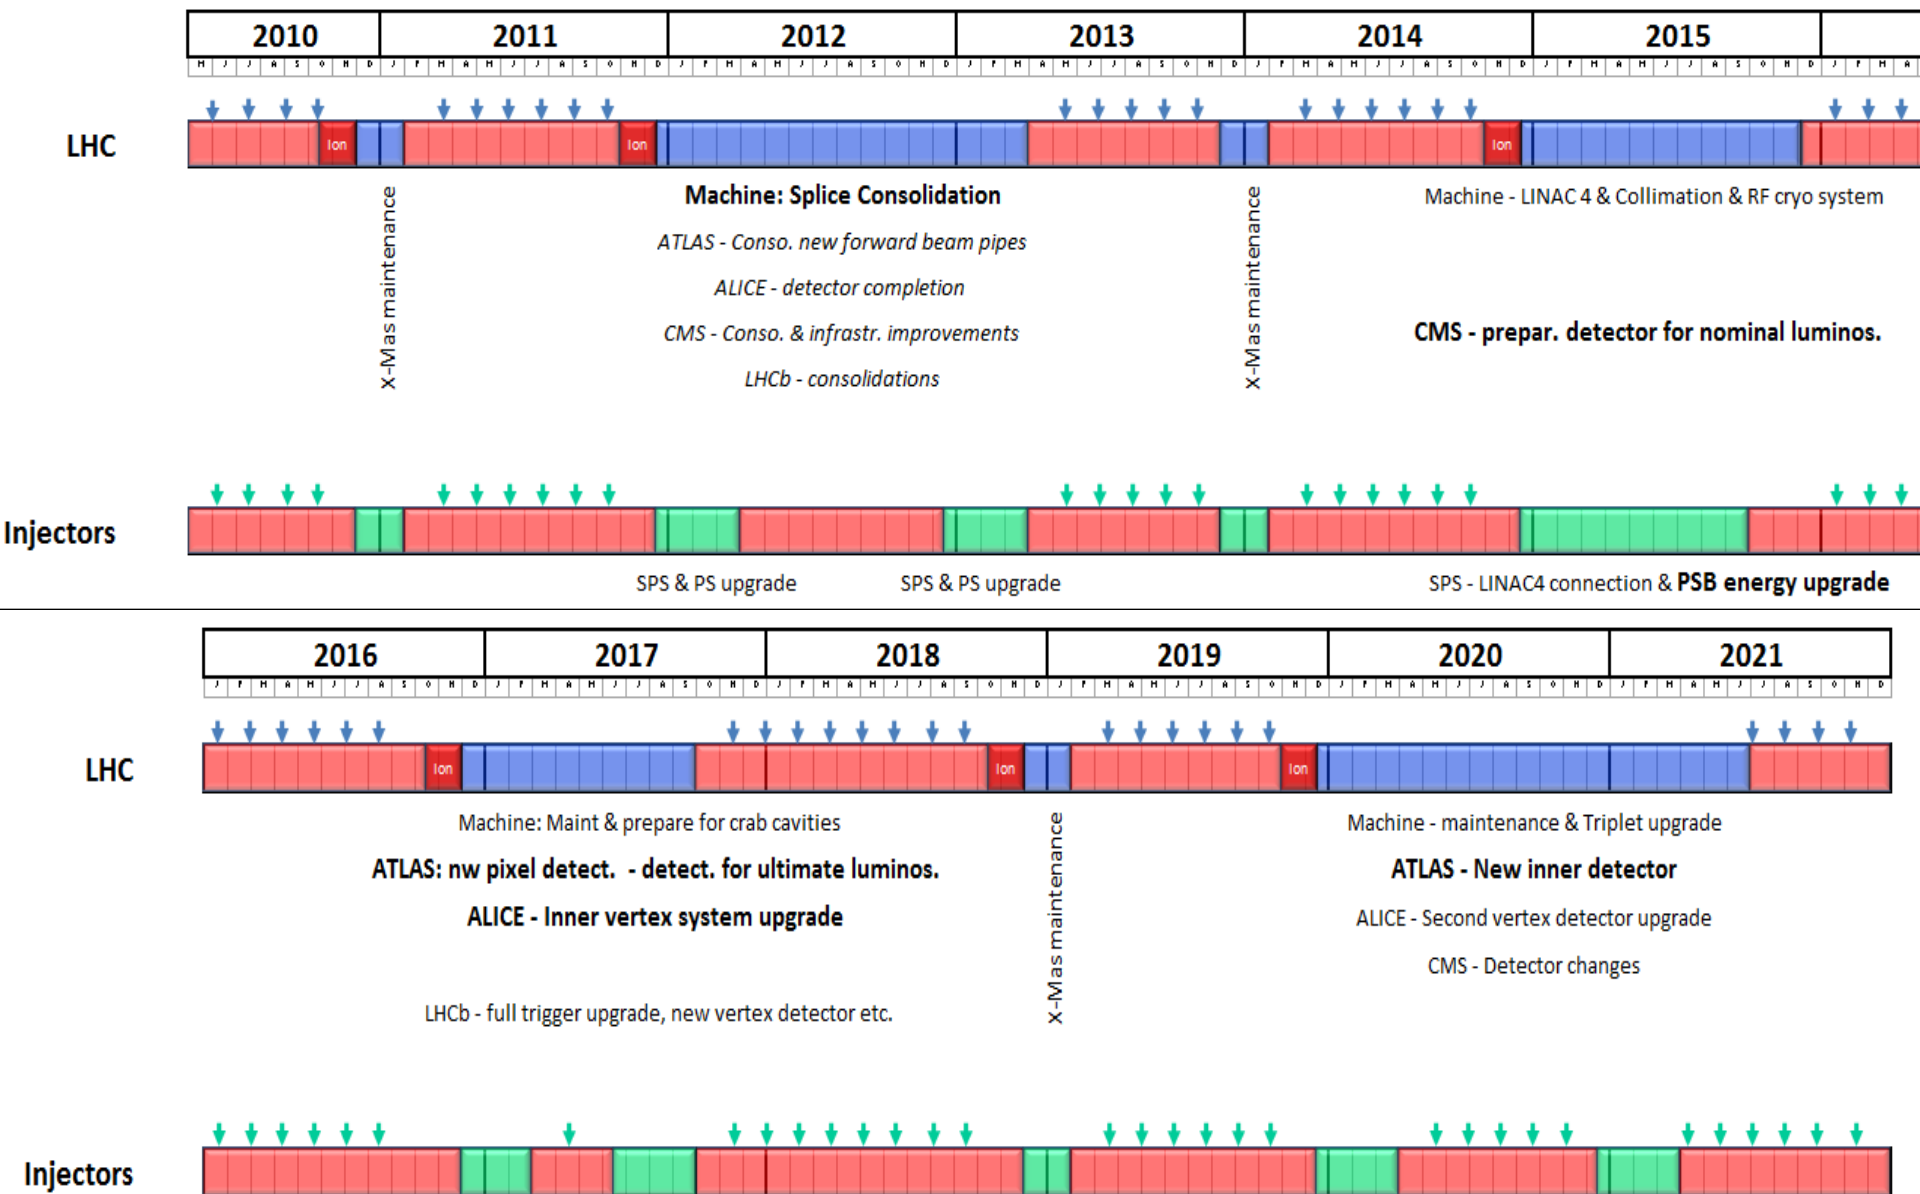 2010 2011 2012 2013 2014 2015
M J J A S O N D J F M A M J J A S O N D J F M A M J J A S O N D J F M A M J J A S O N D J F M A M J J A S O N D J F M A M J J A S O N D J F M A
LHC Ion Ion Ion
X-Mas maintenance
Machine: Splice Consolidation
ATLAS - Conso. new forward beam pipes
ALICE - detector completion
CMS - Conso. & infrastr. improvements
LHCb - consolidations
X-Mas maintenance
Machine - LINAC 4 & Collimation & RF cryo system
CMS - prepar. detector for nominal luminos.
Injectors
SPS & PS upgrade SPS & PS upgrade SPS - LINAC4 connection & PSB energy upgrade
2016 2017 2018 2019 2020 2021
J F M A M J J A S O N D J F M A M J J A S O N D J F M A M J J A S O N D J F M A M J J A S O N D J F M A M J J A S O N D J F M A M J J A S O N D
LHC Ion Ion Ion
Machine: Maint & prepare for crab cavities
ATLAS: nw pixel detect. - detect. for ultimate luminos.
ALICE - Inner vertex system upgrade
LHCb - full trigger upgrade, new vertex detector etc.
X-Mas maintenance
Machine - maintenance & Triplet upgrade
ATLAS - New inner detector
ALICE - Second vertex detector upgrade
CMS - Detector changes
Injectors